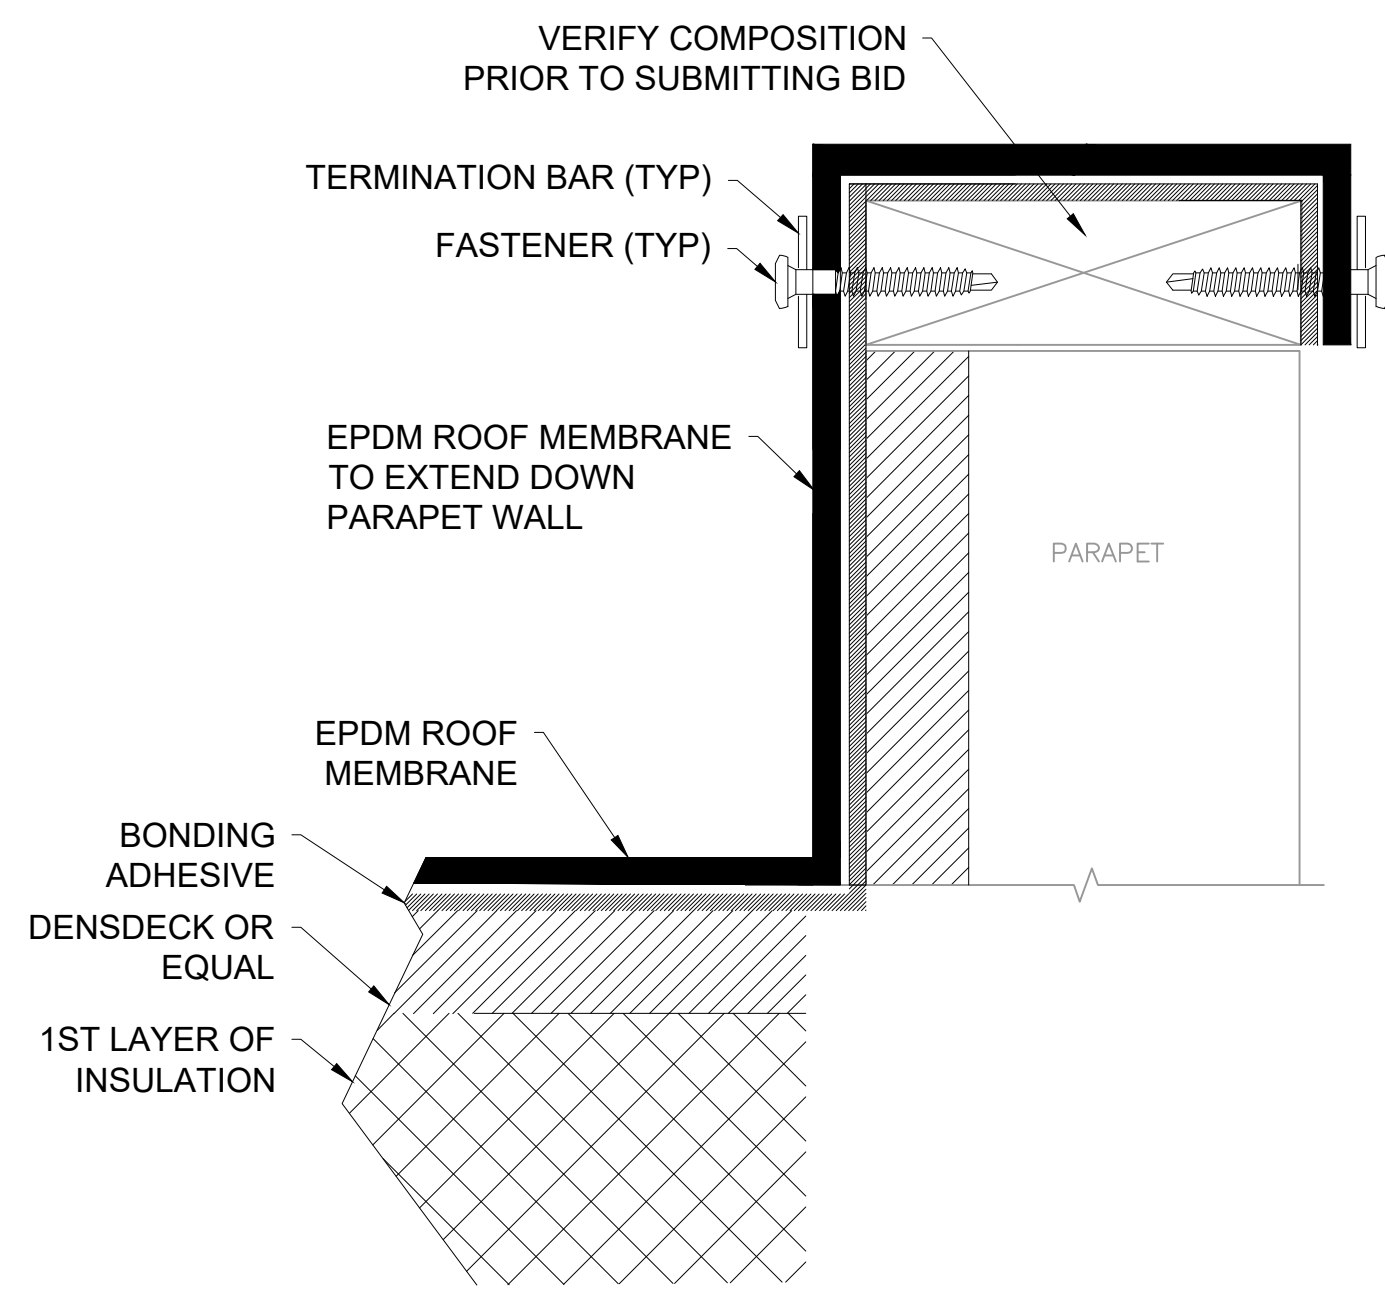 VERIFY COMPOSITION
PRIOR TO SUBMITTING BID
TERMINATION BAR (TYP)
FASTENER (TYP)
EPDM ROOF MEMBRANE
TO EXTEND DOWN
PARAPET WALL
PARAPET
EPDM ROOF
MEMBRANE
BONDING
ADHESIVE
DENSDECK OR
EQUAL
1ST LAYER OF
INSULATION